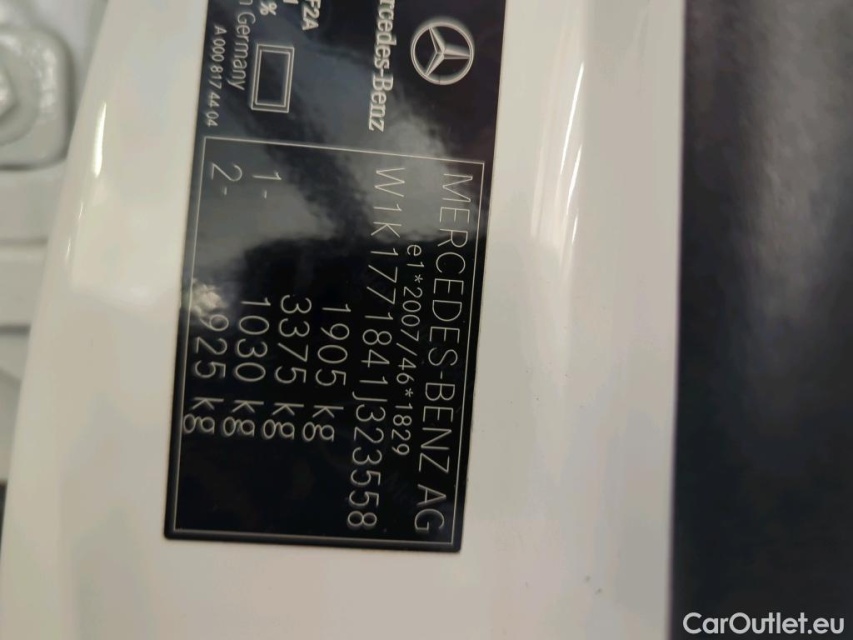 Mercedes-Benz
MERCEDES-BENZ AG
e1*2007/46*1829
W1K1771841J323558
1905 kg
3375 kg
1- 1030 kg
2- 925 kg
F2A
%
Germany
A 000 817 44 04
CarOutlet.eu